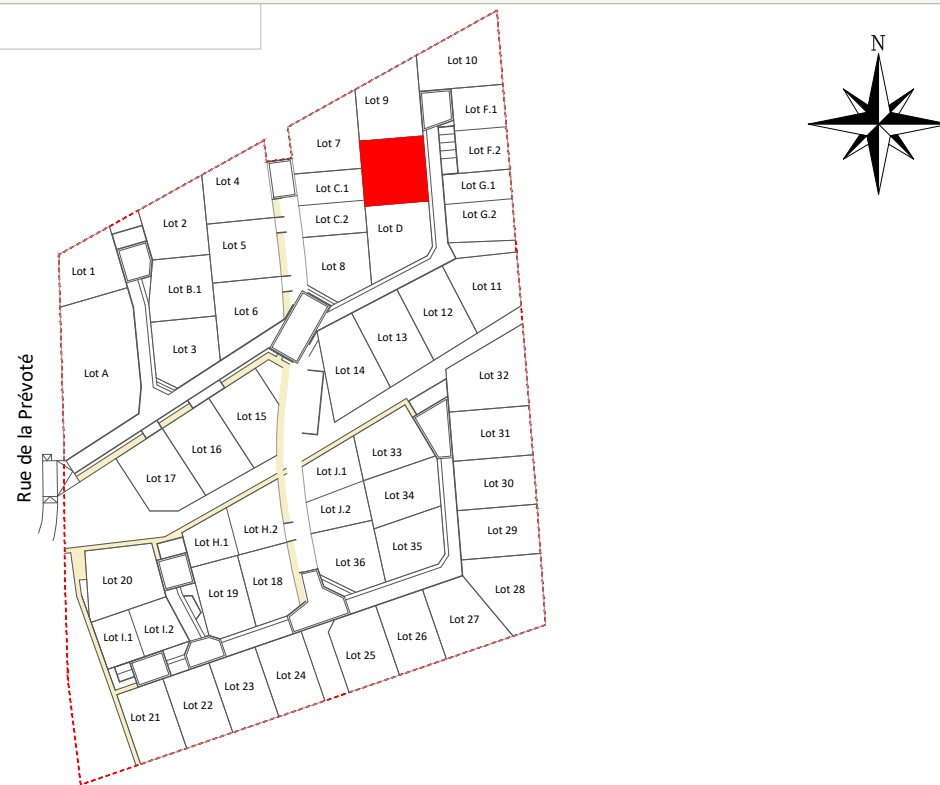 N
Lot 10
Lot 9
Lot F.1
Lot 7
Lot F.2
Lot 4
Lot C.1
Lot G.1
Lot 2
Lot C.2
Lot G.2
Lot D
Lot 5
Lot 1
Lot 8
Lot B.1
Lot 11
Lot 6
Lot 12
Lot 13
Lot 3
Lot A
Lot 14
Lot 32
Rue de la Prévoté
Lot 15
Lot 31
Lot 16
Lot 33
Lot 17
Lot J.1
Lot 30
Lot 34
Lot J.2
Lot H.2
Lot 29
Lot H.1
Lot 35
Lot 36
Lot 20
Lot 18
Lot 28
Lot 19
Lot 27
Lot I.2
Lot I.1
Lot 26
Lot 25
Lot 24
Lot 23
Lot 22
Lot 21